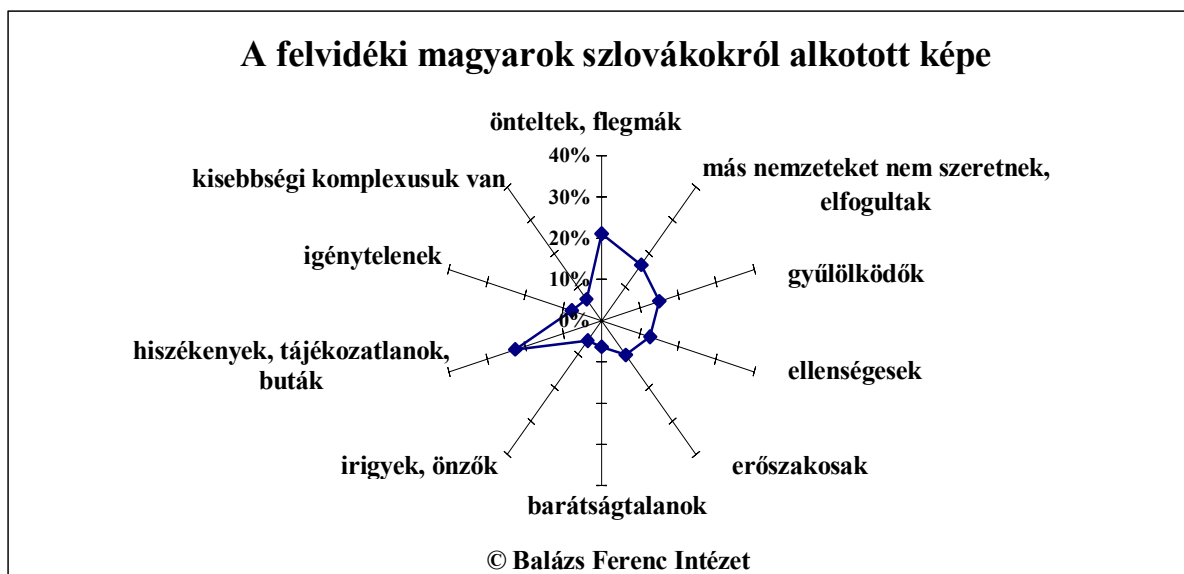 A felvidéki magyarok szlovákokról alkotott képe
önteltek, flegmák
40%
más nemzeteket nem szeretnek,
elfogultak
kisebbségi komplexusuk van
30%
20%
igénytelenek
gyűlölködők
10%
0%
hiszékenyek, tájékozatlanok,
buták
ellenségesek
irigyek, önzők
erőszakosak
barátságtalanok
© Balázs Ferenc Intézet